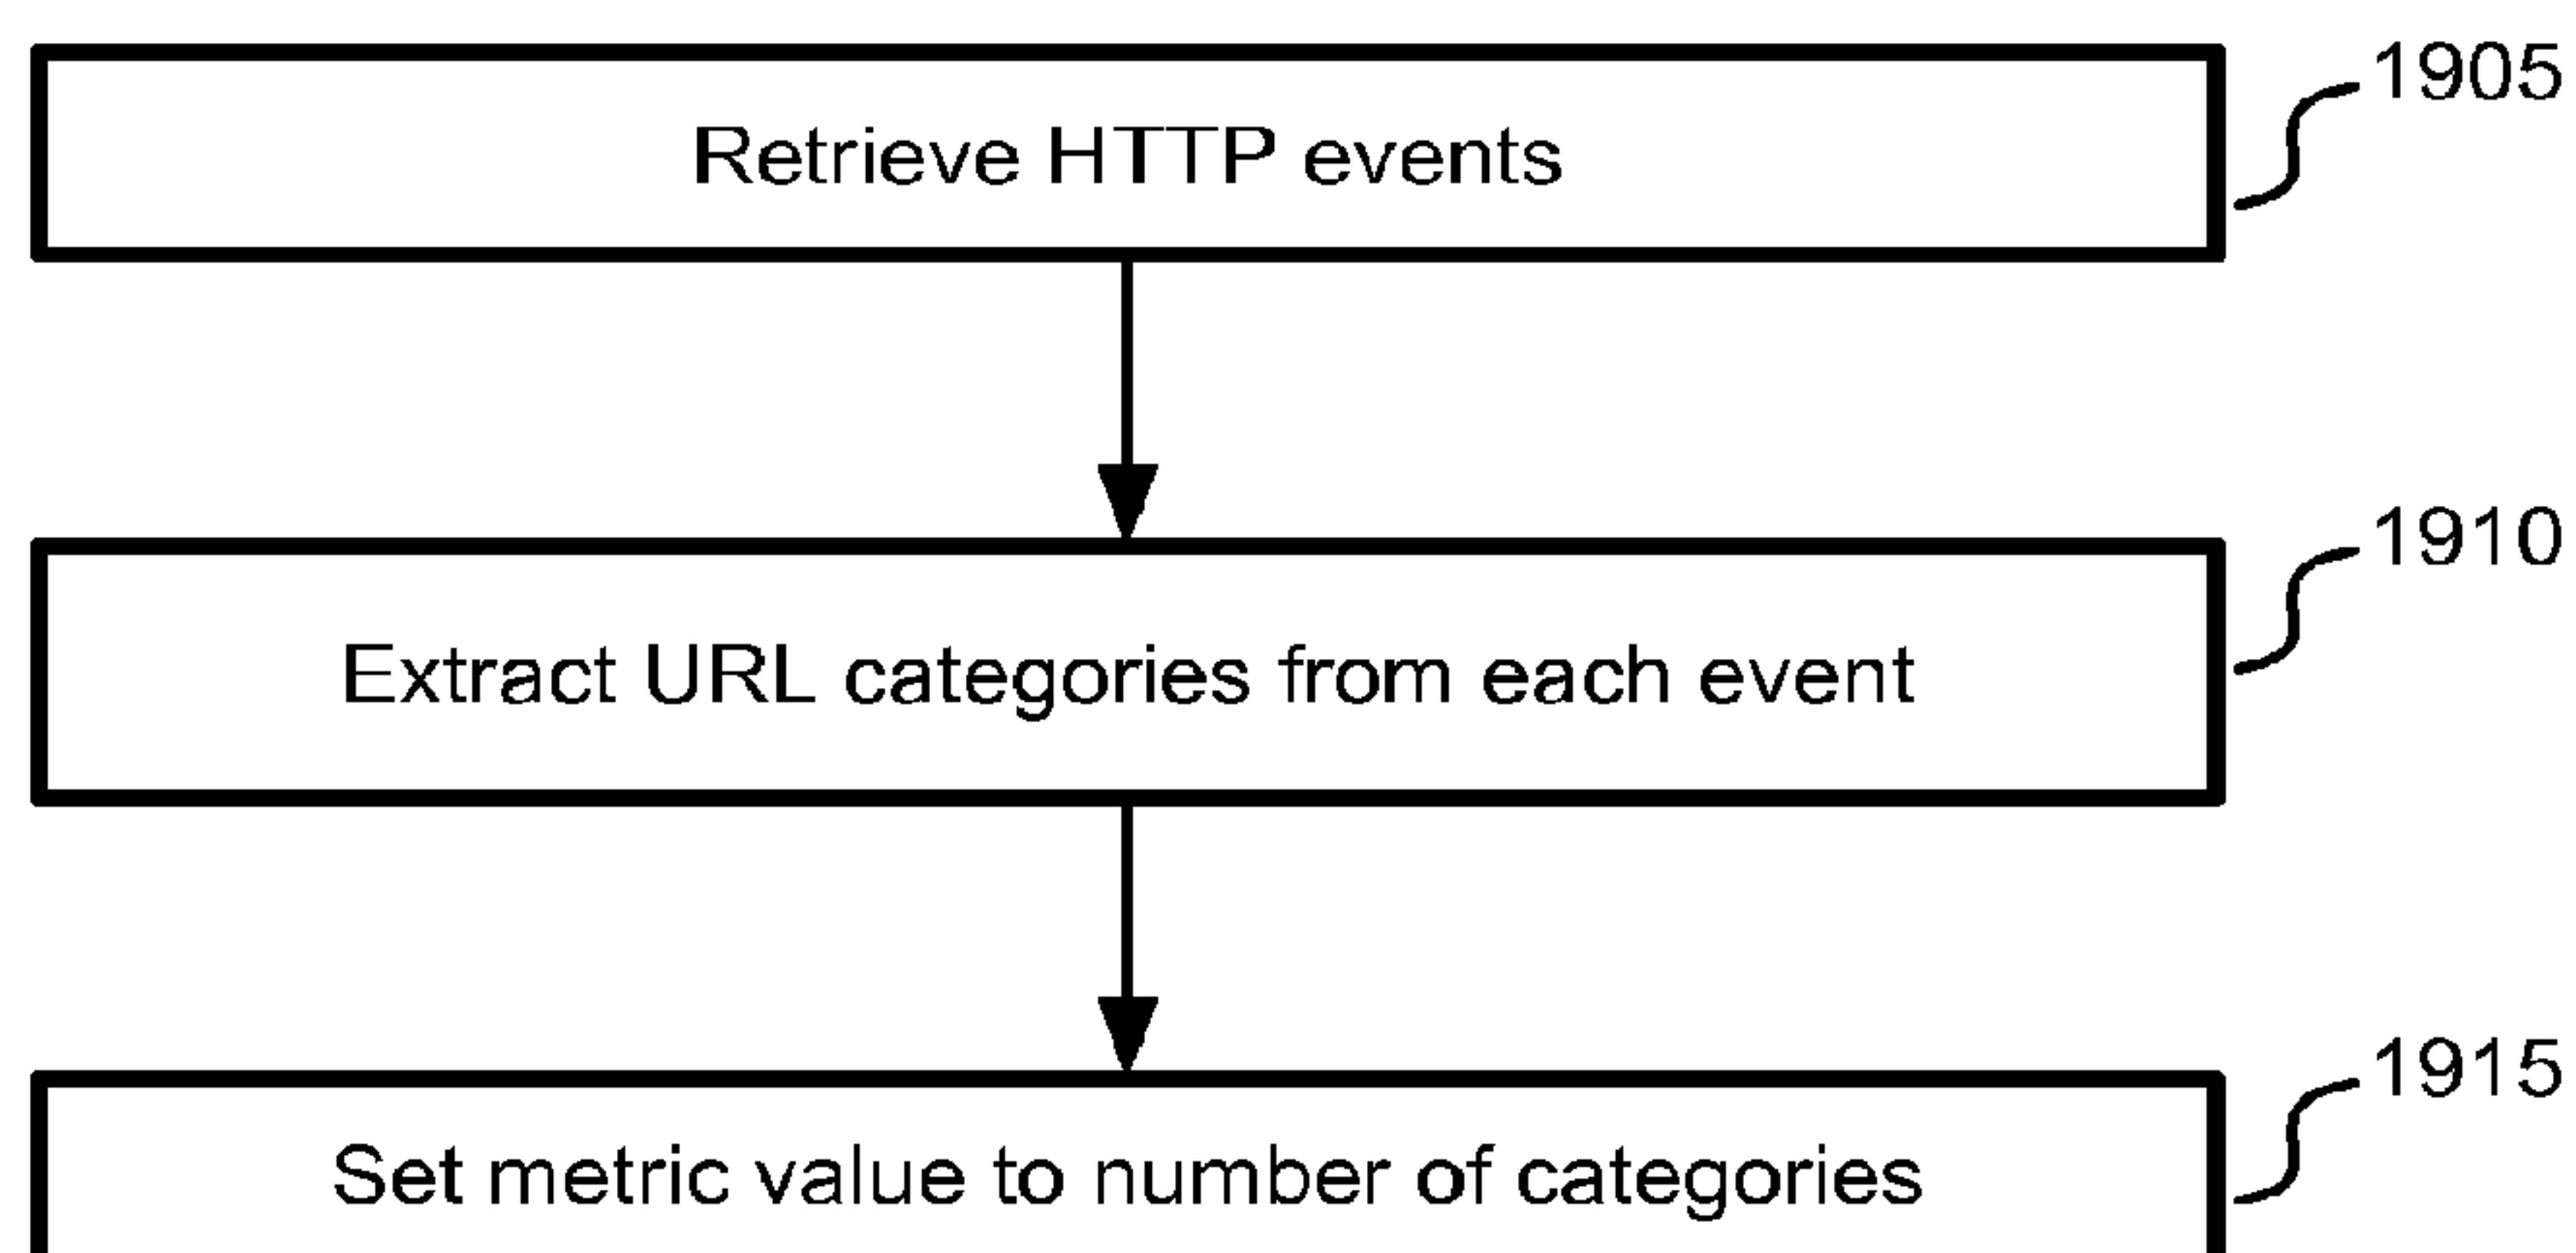 1905
Retrieve HTTP events
1910
Extract URL categories from each event
1915
Set metric value to number of categories